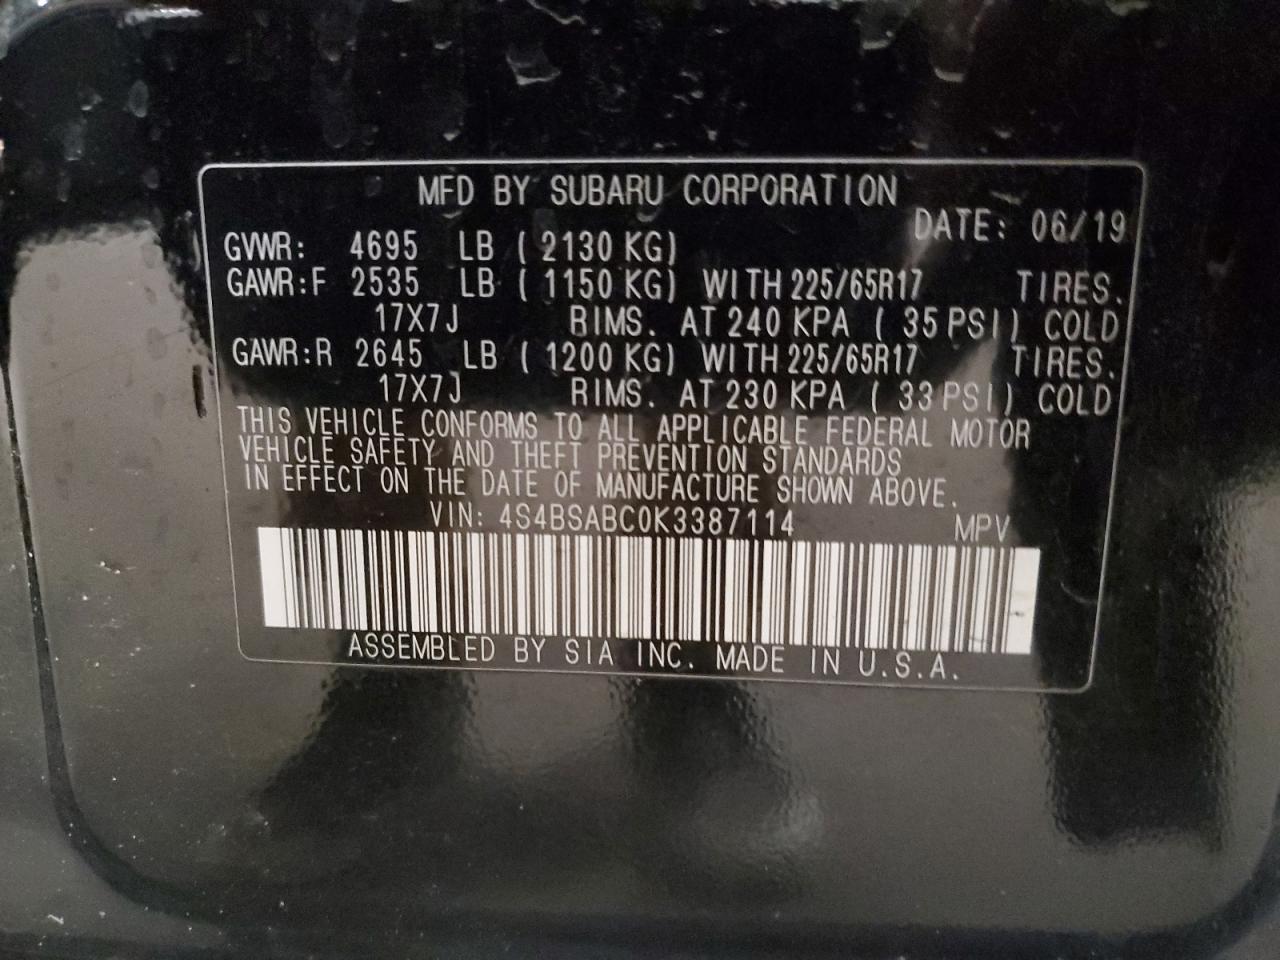 MFD BY SUBARU CORPORATION
DATE: 06/19
GVWR: 4695 LB ( 2130 KG)
GAWR:F 2535 LB ( 1150 KG) WITH 225/65R17 TIRES.
17X7J RIMS. AT 240 KPA ( 35 PSI) COLD
GAWR:R 2645 LB ( 1200 KG) WITH 225/65R17 TIRES.
17X7J RIMS. AT 230 KPA ( 33 PSI) COLD
THIS VEHICLE CONFORMS TO ALL APPLICABLE FEDERAL MOTOR
VEHICLE SAFETY AND THEFT PREVENTION STANDARDS
IN EFFECT ON THE DATE OF MANUFACTURE SHOWN ABOVE.
VIN: 4S4BSABC0K3387114 MPV
ASSEMBLED BY SIA INC. MADE IN U.S.A.